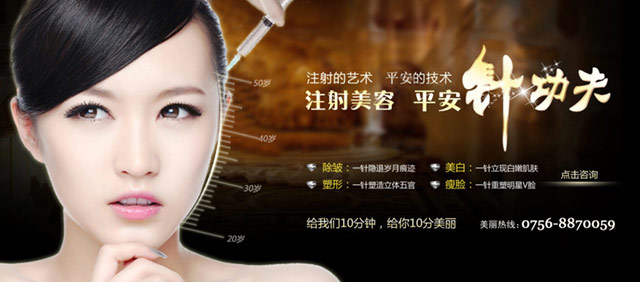 50岁
40岁
30岁
20岁
注射的艺术 平安的技术
注射美容 平安针功夫
除皱：一针隐退岁月痕迹 美白：一针立现白嫩肌肤
塑形：一针塑造立体五官 瘦脸：一针重塑明星V脸
点击咨询
给我们10分钟，给你10分美丽 美丽热线：0756-8870059